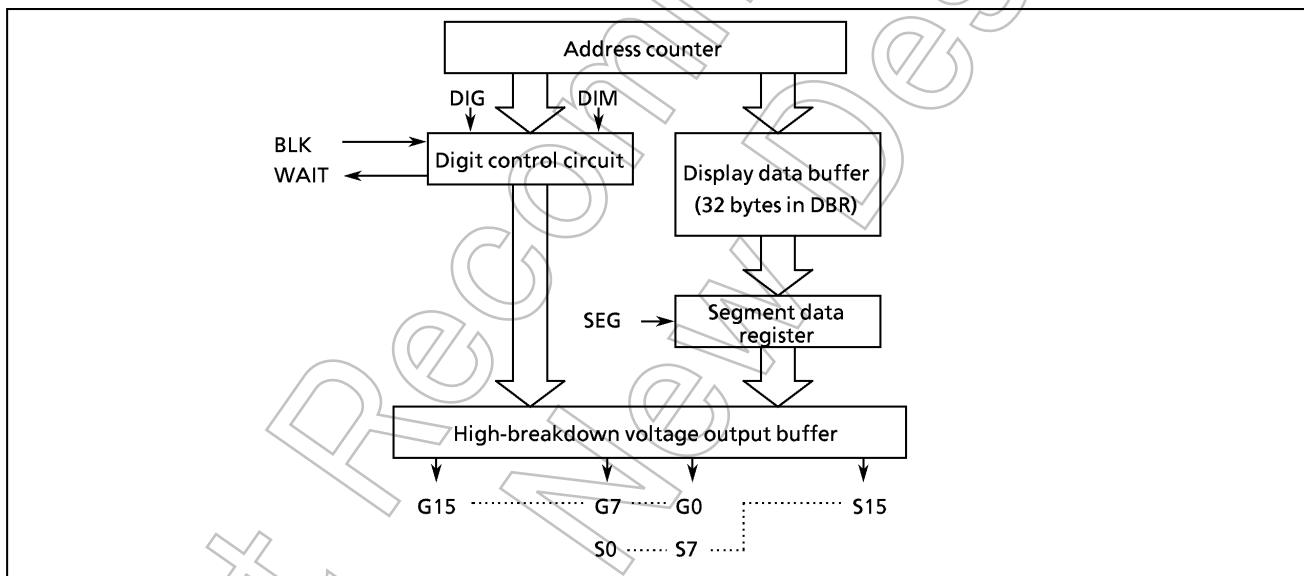 Address counter
DIG
DIM
BLK
WAIT
Digit control circuit
Display data buffer
(32 bytes in DBR)
SEG
Segment data
register
High-breakdown voltage output buffer
G15 G7 G0 S15
S0 S7
New